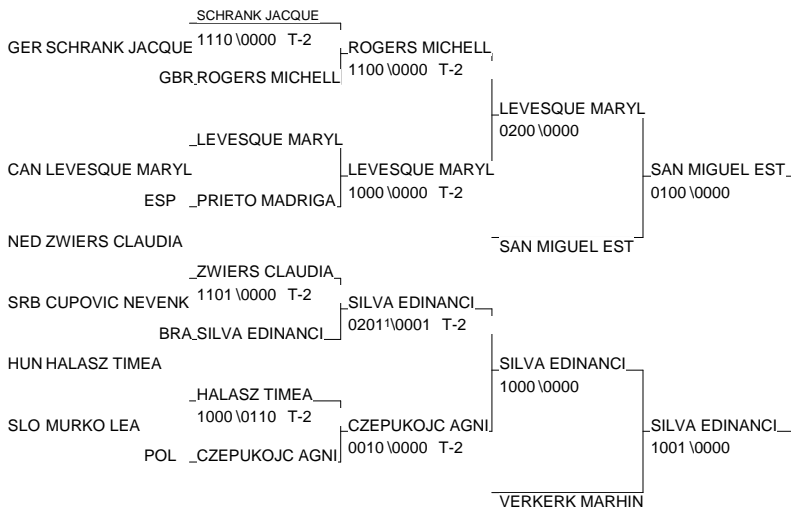 SCHRANK JACQUE
GER SCHRANK JACQUE 1110\0000 T-2 ROGERS MICHELL
GBR ROGERS MICHELL 1100\0000 T-2
LEVESQUE MARYL
LEVESQUE MARYL 0200\0000
CAN LEVESQUE MARYL LEVESQUE MARYL SAN MIGUEL EST
ESP PRIETO MADRIGA 1000\0000 T-2 0100\0000
NED ZWIERS CLAUDIA SAN MIGUEL EST
ZWIERS CLAUDIA
SRB CUPOVIC NEVENK 1101\0000 T-2 SILVA EDINANCI
BRA SILVA EDINANCI 0201¹\0001 T-2
HUN HALASZ TIMEA SILVA EDINANCI
HALASZ TIMEA 1000\0000
SLO MURKO LEA 1000\0110 T-2 CZEPUKOJC AGNI SILVA EDINANCI
POL CZEPUKOJC AGNI 0010\0000 T-2 1001\0000
VERKERK MARHIN